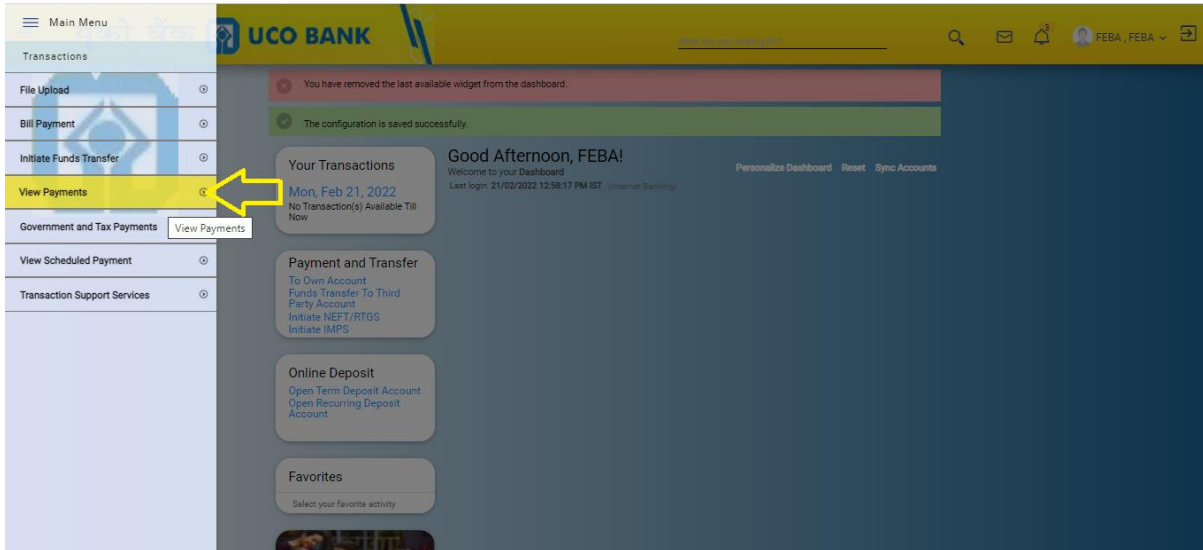 Main Menu
यूको बैंक
UCO BANK
3
FEBA , FEBA
Transactions
File Upload
Bill Payment
Initiate Funds Transfer
View Payments
Government and Tax Payments
View Payments
View Scheduled Payment
Transaction Support Services
You have removed the last available widget from the dashboard.
The configuration is saved successfully.
Your Transactions
Mon, Feb 21, 2022
No Transaction(s) Available Till
Now
Good Afternoon, FEBA!
Welcome to your Dashboard
Last login 21/02/2022 12:58:17 PM IST (Internet Banking)
Personalize Dashboard Reset Sync Accounts
Payment and Transfer
To Own Account
Funds Transfer To Third
Party Account
Initiate NEFT/RTGS
Initiate IMPS
Online Deposit
Open Term Deposit Account
Open Recurring Deposit
Account
Favorites
Select your favorite activity